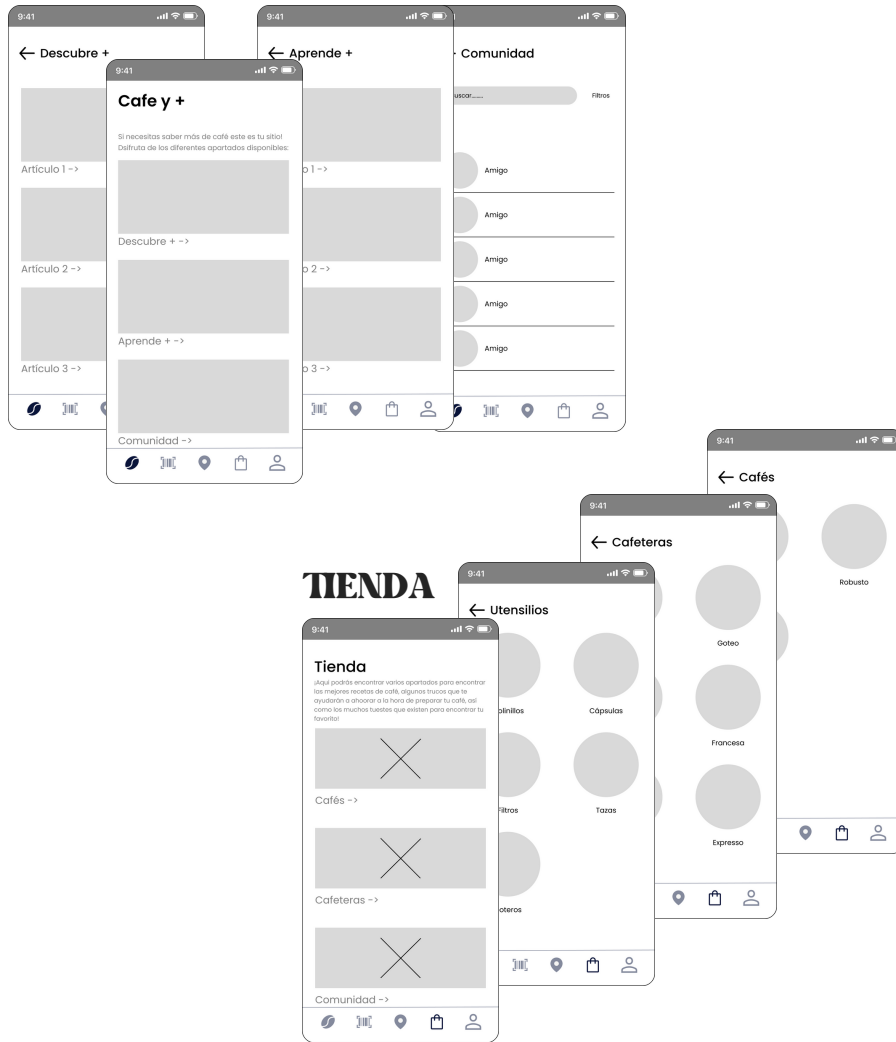 9:41
Descubre +
Artículo 1 ->
Artículo 2 ->
Artículo 3 ->
9:41
Cafe y +
Si necesitas saber más de café este es tu sitio!
Dsifruta de los diferentes apartados disponibles:
Descubre + ->
Aprende + ->
Comunidad ->
9:41
Aprende +
1 ->
2 ->
3 ->
Comunidad
Filtros
Amigo
Amigo
Amigo
Amigo
Amigo
TIENDA
9:41
Tienda
¡Aquí podrás encontrar varios apartados para encontrar
las mejores recetas de café, algunos trucos que te
ayudarán a ahoorar a la hora de preparar tu café, así
como los muchos tuestes que existen para encontrar tu
favorito!
Cafés ->
Cafeteras ->
Comunidad ->
9:41
Utensilios
Cápsulas
Filtros
Tazas
9:41
Cafeteras
Goteo
Francesa
Expresso
9:41
Cafés
Robusto